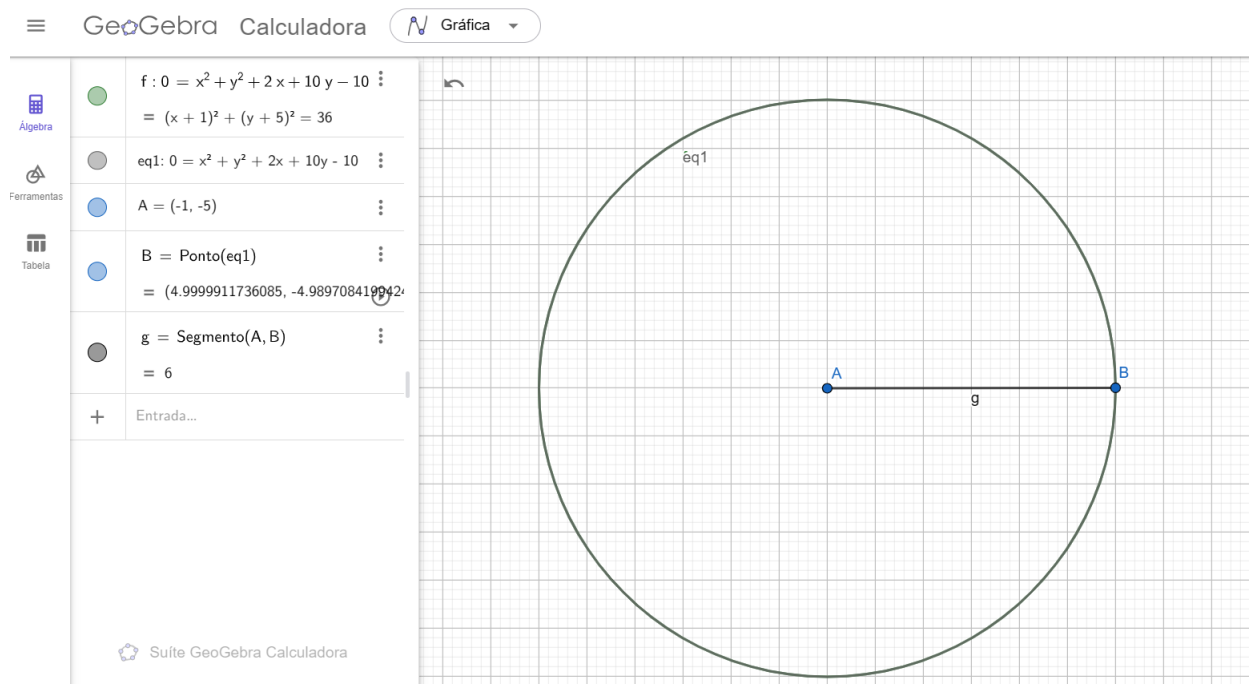 GeoGebra Calculadora Gráfica
f : 0 = x² + y² + 2 x + 10 y − 10
= (x + 1)² + (y + 5)² = 36
Álgebra
eq1: 0 = x² + y² + 2x + 10y - 10
Ferramentas
A = (-1, -5)
Tabela
B = Ponto(eq1)
= (4.9999911736085, -4.989708419942
g = Segmento(A, B)
= 6
Entrada...
Suíte GeoGebra Calculadora
eq1
A
B
g